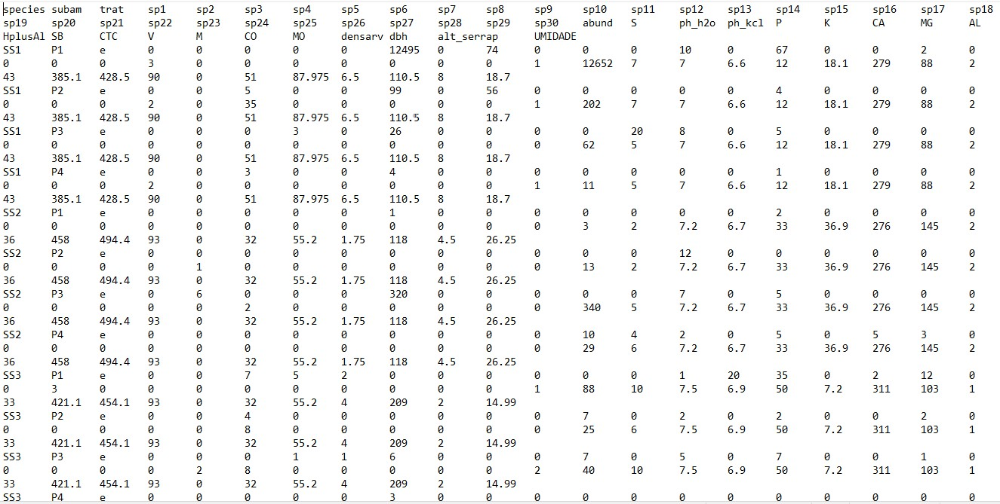 species subam trat sp1 sp2 sp3 sp4 sp5 sp6 sp7 sp8 sp9 sp10 sp11 sp12 sp13 sp14 sp15 sp16 sp17 sp18
sp19 sp20 sp21 sp22 sp23 sp24 sp25 sp26 sp27 sp28 sp29 sp30 abund S ph_h2o ph_kcl P K CA MG AL
HplusAl SB CTC V M CO MO densarv dbh alt_serrap UMIDADE
SS1 P1 e 0 0 0 0 0 12495 0 74 0 0 0 10 0 67 0 0 2 0
0 0 0 3 0 0 0 0 0 0 0 1 12652 7 7 6.6 12 18.1 279 88 2
43 385.1 428.5 90 0 51 87.975 6.5 110.5 8 18.7
SS1 P2 e 0 0 5 0 0 99 0 56 0 0 0 0 0 4 0 0 0 0
0 0 0 2 0 35 0 0 0 0 0 1 202 7 7 6.6 12 18.1 279 88 2
43 385.1 428.5 90 0 51 87.975 6.5 110.5 8 18.7
SS1 P3 e 0 0 0 3 0 26 0 0 0 0 20 8 0 5 0 0 0 0
0 0 0 0 0 0 0 0 0 0 0 0 62 5 7 6.6 12 18.1 279 88 2
43 385.1 428.5 90 0 51 87.975 6.5 110.5 8 18.7
SS1 P4 e 0 0 3 0 0 4 0 0 0 0 0 0 0 1 0 0 0 0
0 0 0 2 0 0 0 0 0 0 0 1 11 5 7 6.6 12 18.1 279 88 2
43 385.1 428.5 90 0 51 87.975 6.5 110.5 8 18.7
SS2 P1 e 0 0 0 0 0 1 0 0 0 0 0 0 0 2 0 0 0 0
0 0 0 0 0 0 0 0 0 0 0 0 3 2 7.2 6.7 33 36.9 276 145 2
36 458 494.4 93 0 32 55.2 1.75 118 4.5 26.25
SS2 P2 e 0 0 0 0 0 0 0 0 0 0 0 12 0 0 0 0 0 0
0 0 0 0 1 0 0 0 0 0 0 0 13 2 7.2 6.7 33 36.9 276 145 2
36 458 494.4 93 0 32 55.2 1.75 118 4.5 26.25
SS2 P3 e 0 6 0 0 0 320 0 0 0 0 0 7 0 5 0 0 0 0
0 0 0 0 0 2 0 0 0 0 0 0 340 5 7.2 6.7 33 36.9 276 145 2
36 458 494.4 93 0 32 55.2 1.75 118 4.5 26.25
SS2 P4 e 0 0 0 0 0 0 0 0 0 10 4 2 0 5 0 5 3 0
0 0 0 0 0 0 0 0 0 0 0 0 29 6 7.2 6.7 33 36.9 276 145 2
36 458 494.4 93 0 32 55.2 1.75 118 4.5 26.25
SS3 P1 e 0 0 7 5 2 0 0 0 0 0 0 1 20 35 0 2 12 0
0 3 0 0 0 0 0 0 0 0 0 1 88 10 7.5 6.9 50 7.2 311 103 1
33 421.1 454.1 93 0 32 55.2 4 209 2 14.99
SS3 P2 e 0 0 4 0 0 0 0 0 0 7 0 2 0 2 0 0 2 0
0 0 0 0 0 8 0 0 0 0 0 0 25 6 7.5 6.9 50 7.2 311 103 1
33 421.1 454.1 93 0 32 55.2 4 209 2 14.99
SS3 P3 e 0 0 0 1 1 6 0 0 0 7 0 5 0 7 0 0 1 0
0 0 0 0 2 8 0 0 0 0 0 2 40 10 7.5 6.9 50 7.2 311 103 1
33 421.1 454.1 93 0 32 55.2 4 209 2 14.99
SS3 P4 e 0 0 0 0 0 3 0 0 0 0 0 0 0 0 0 0 0 0